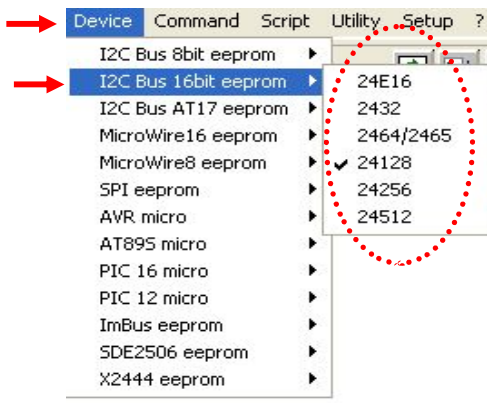 Device Command Script Utility Setup ?
I2C Bus 8bit eeprom
I2C Bus 16bit eeprom
I2C Bus AT17 eeprom
MicroWire16 eeprom
MicroWire8 eeprom
SPI eeprom
AVR micro
AT89S micro
PIC 16 micro
PIC 12 micro
ImBus eeprom
SDE2506 eeprom
X2444 eeprom
24E16
2432
2464/2465
24128
24256
24512